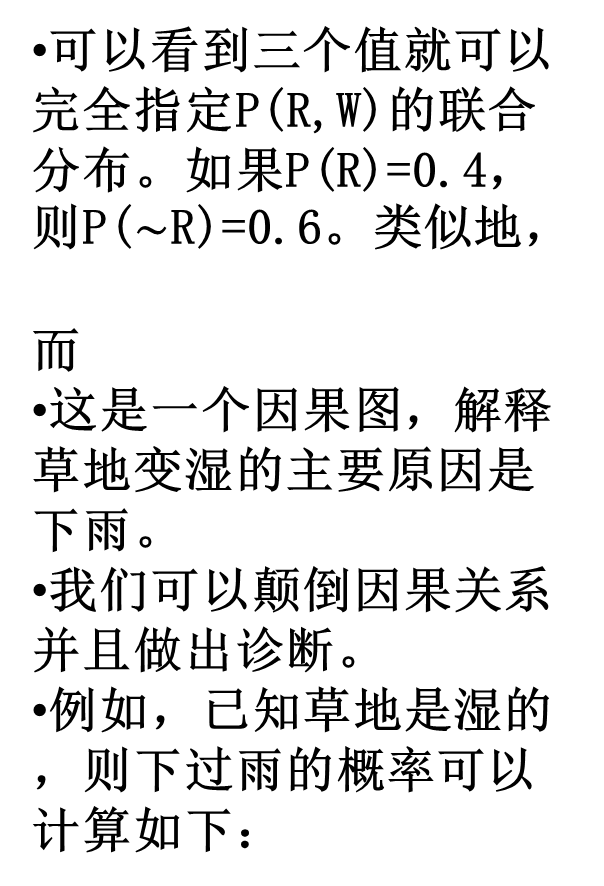 •可以看到三个值就可以
完全指定P(R,W)的联合
分布。如果P(R)=0.4，
则P(~R)=0.6。类似地，
而
•这是一个因果图，解释
草地变湿的主要原因是
下雨。
•我们可以颠倒因果关系
并且做出诊断。
•例如，已知草地是湿的
，则下过雨的概率可以
计算如下：